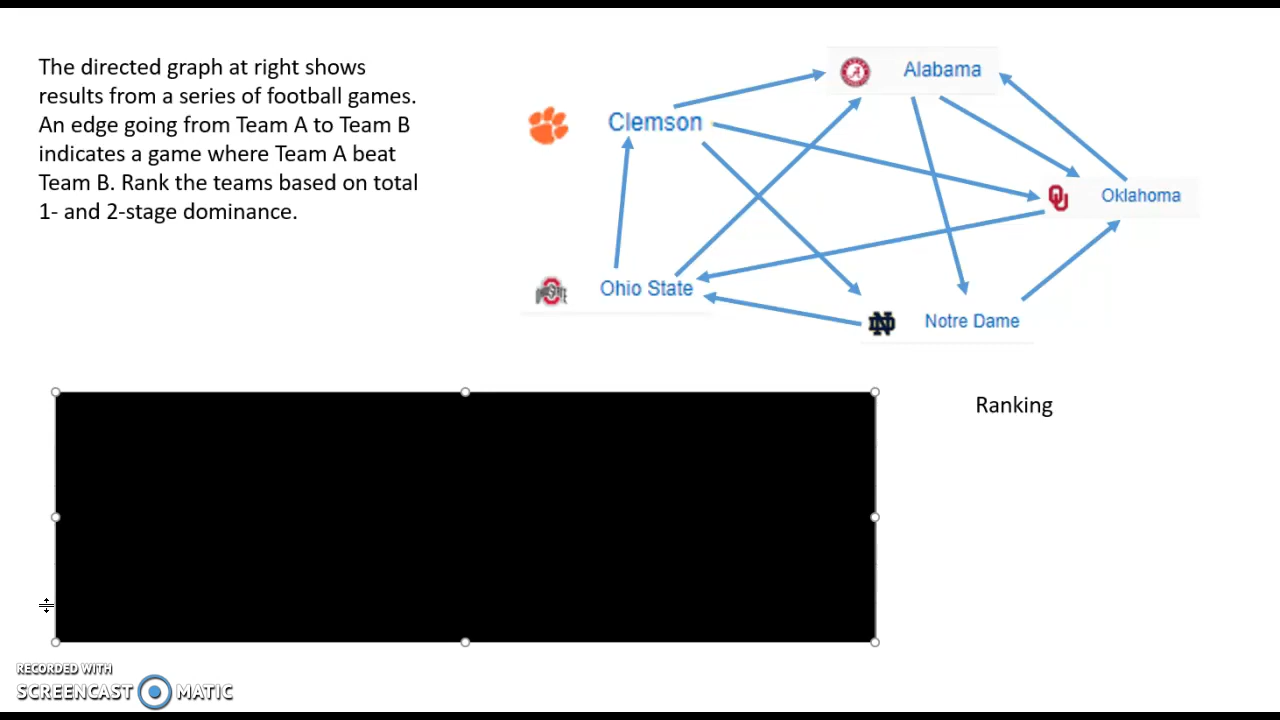 The directed graph at right shows
results from a series of football games.
An edge going from Team A to Team B
indicates a game where Team A beat
Team B. Rank the teams based on total
1- and 2-stage dominance.
Alabama
Clemson
OU Oklahoma
Ohio State
ND Notre Dame
Ranking
RECORDED WITH
SCREENCAST MATIC